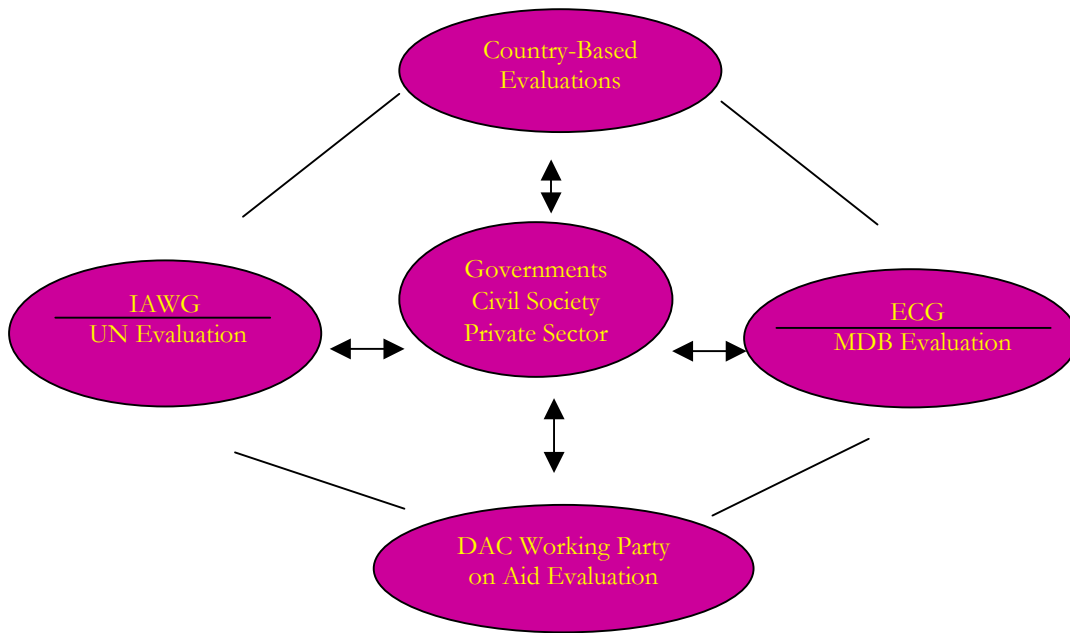 Country-Based
Evaluations
Governments
Civil Society
Private Sector
IAWG
UN Evaluation
ECG
MDB Evaluation
DAC Working Party
on Aid Evaluation